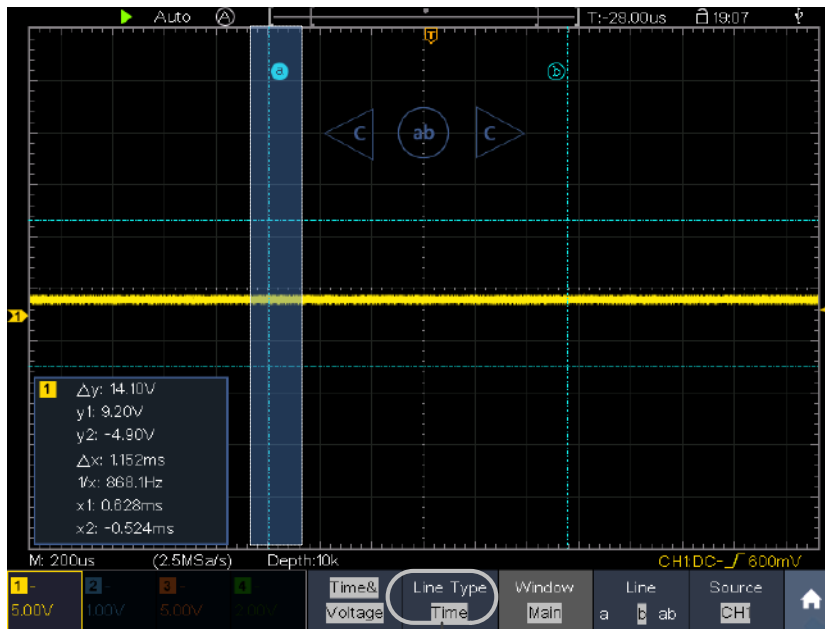 Auto A T:-28.00us 19:07
T
a b
C ab C
1
1 △y: 14.10V
y1: 9.20V
y2: -4.90V
△x: 1.152ms
1/x: 868.1Hz
x1: 0.628ms
x2: -0.524ms
M: 200us (2.5MSa/s) Depth:10k CH1:DC- 600mV
1 - 2 - 3 - 4 Time& Line Type Window Line Source
5.00V 1.00V 5.00V 2.00V Voltage Time Main a b ab CH1